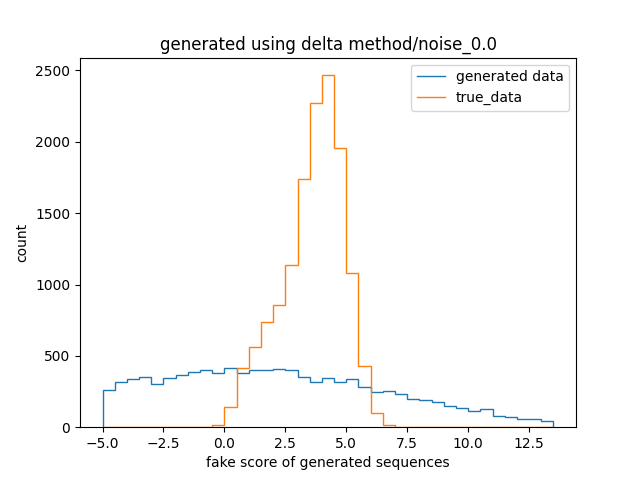 generated using delta method/noise_0.0
generated data
true_data
2500
2000
1500
1000
500
0
count
−5.0
−2.5
0.0
2.5
5.0
7.5
10.0
12.5
fake score of generated sequences